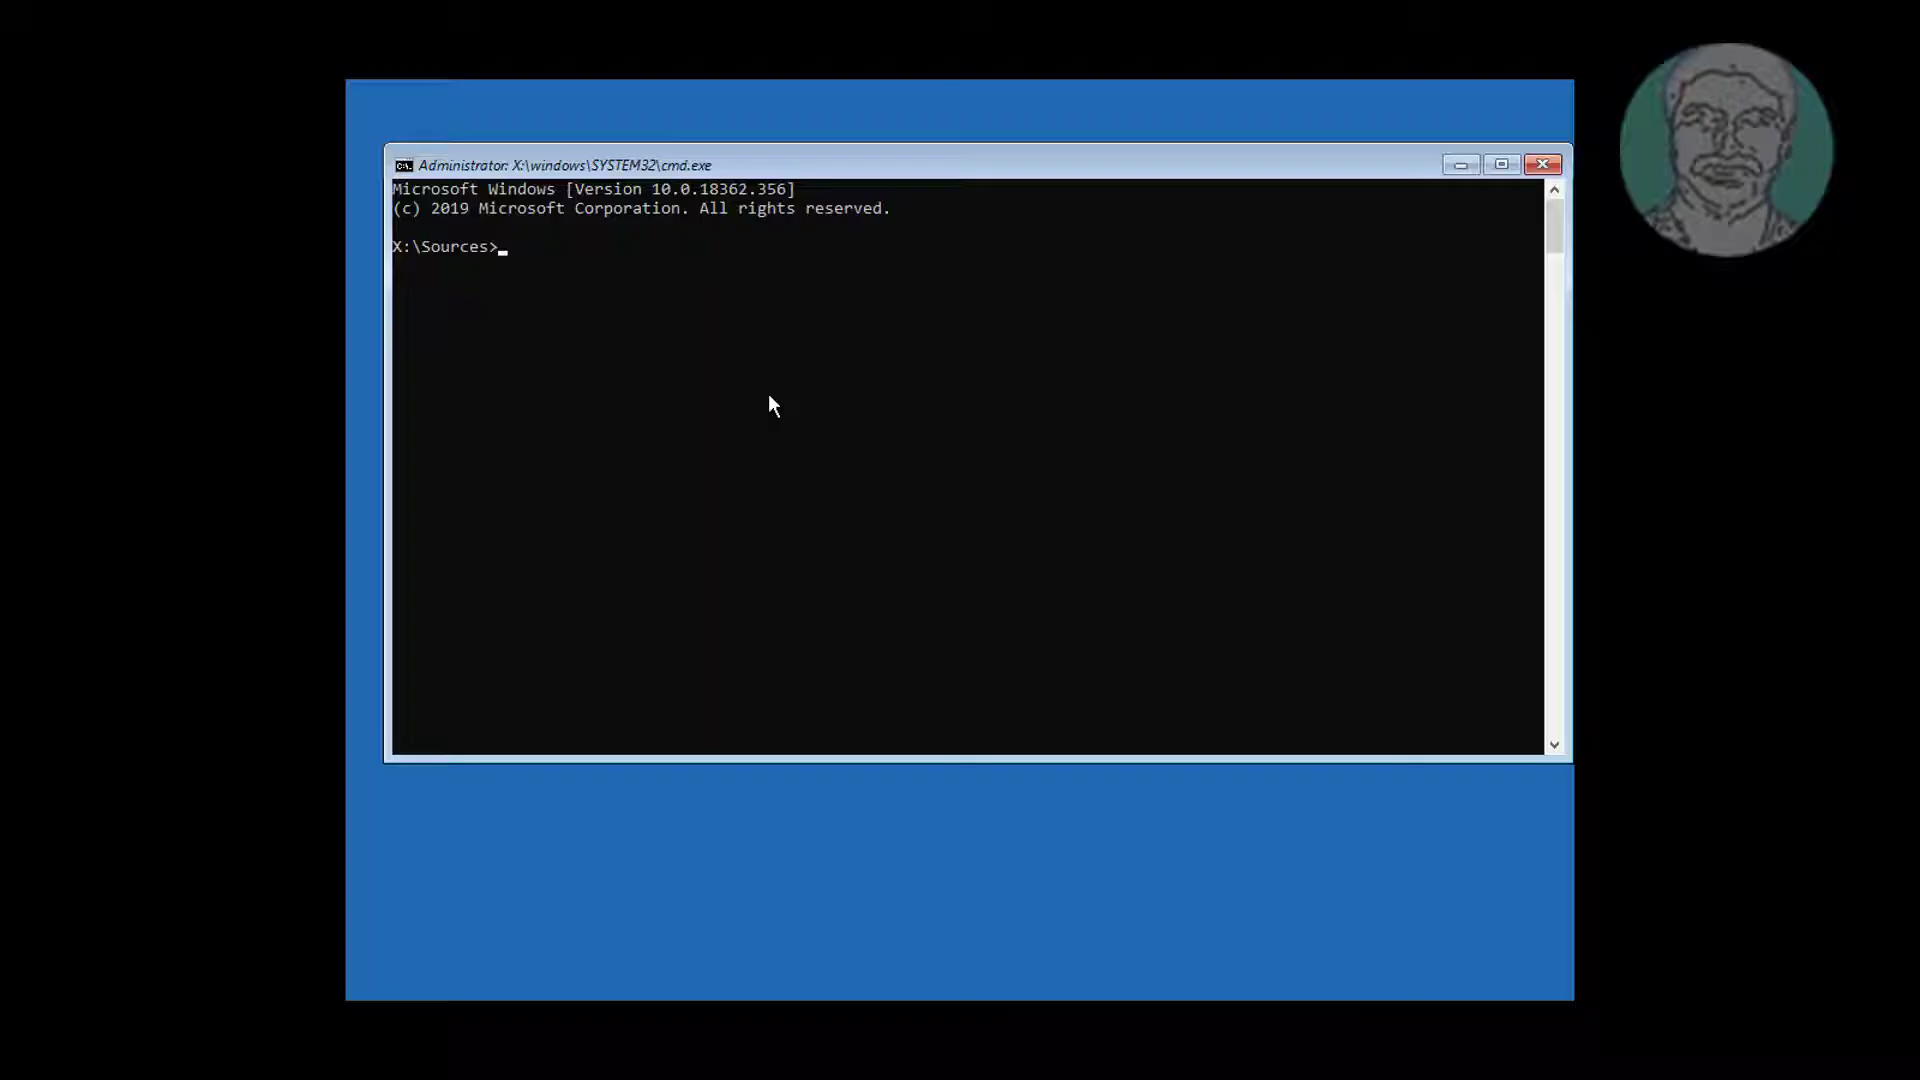 Administrator: X:\windows\SYSTEM32\cmd.exe
Microsoft Windows [Version 10.0.18362.356]
(c) 2019 Microsoft Corporation. All rights reserved.
X:\Sources>